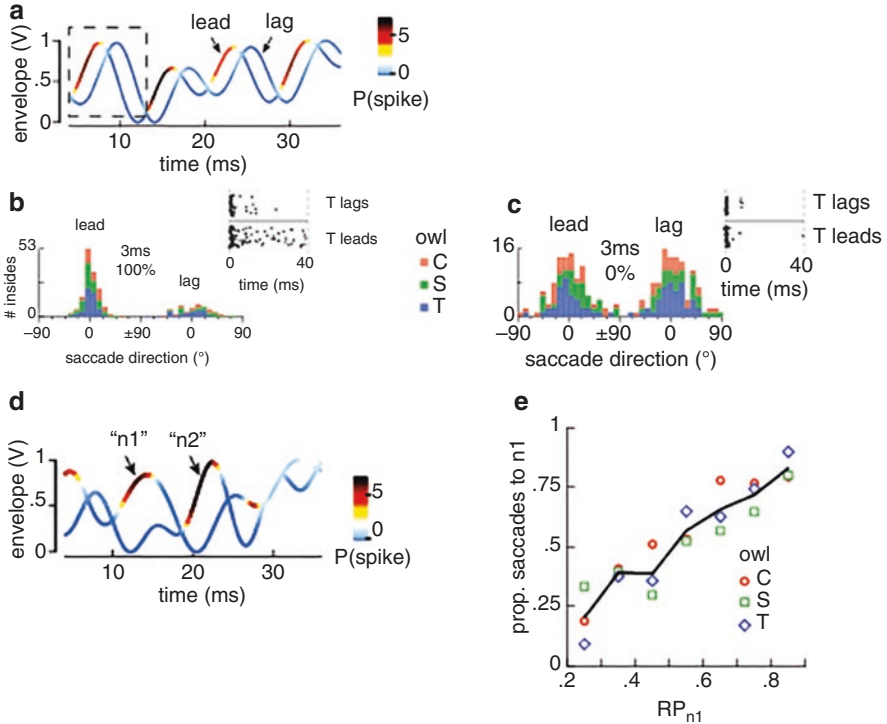 a
lead lag
envelope (V)
1
.5
0
10 20 30
time (ms)
5
0
P(spike)
b
lead
3ms
100%
lag
53
0
# insides
–90 0 ±90 0 90
saccade direction (°)
T lags
T leads
0 40
time (ms)
owl
C
S
T
c
lead
3ms
0%
lag
16
0
–90 0 ±90 0 90
saccade direction (°)
T lags
T leads
0 40
time (ms)
d
“n1” “n2”
envelope (V)
1
.5
0
10 20 30
time (ms)
5
0
P(spike)
e
prop. saccades to n1
1
.75
.5
.25
0
.2 .4 .6 .8
RPn1
owl
C
S
T